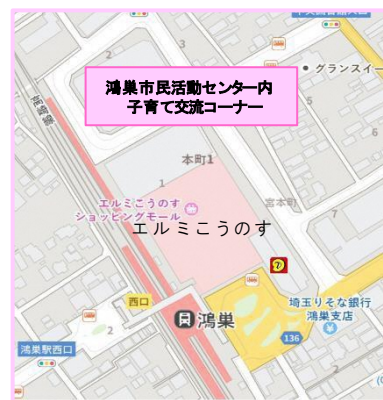 グランスイー
鴻巣市民活動センター内
子育て交流コーナー
高崎線
2
3
5
本町1
1
7
エルミこうのす
ショッピングモール
宮本町
エルミこうのす
西口
鴻巣
埼玉りそな銀行
鴻巣支店
136
2
鴻巣駅西口
2